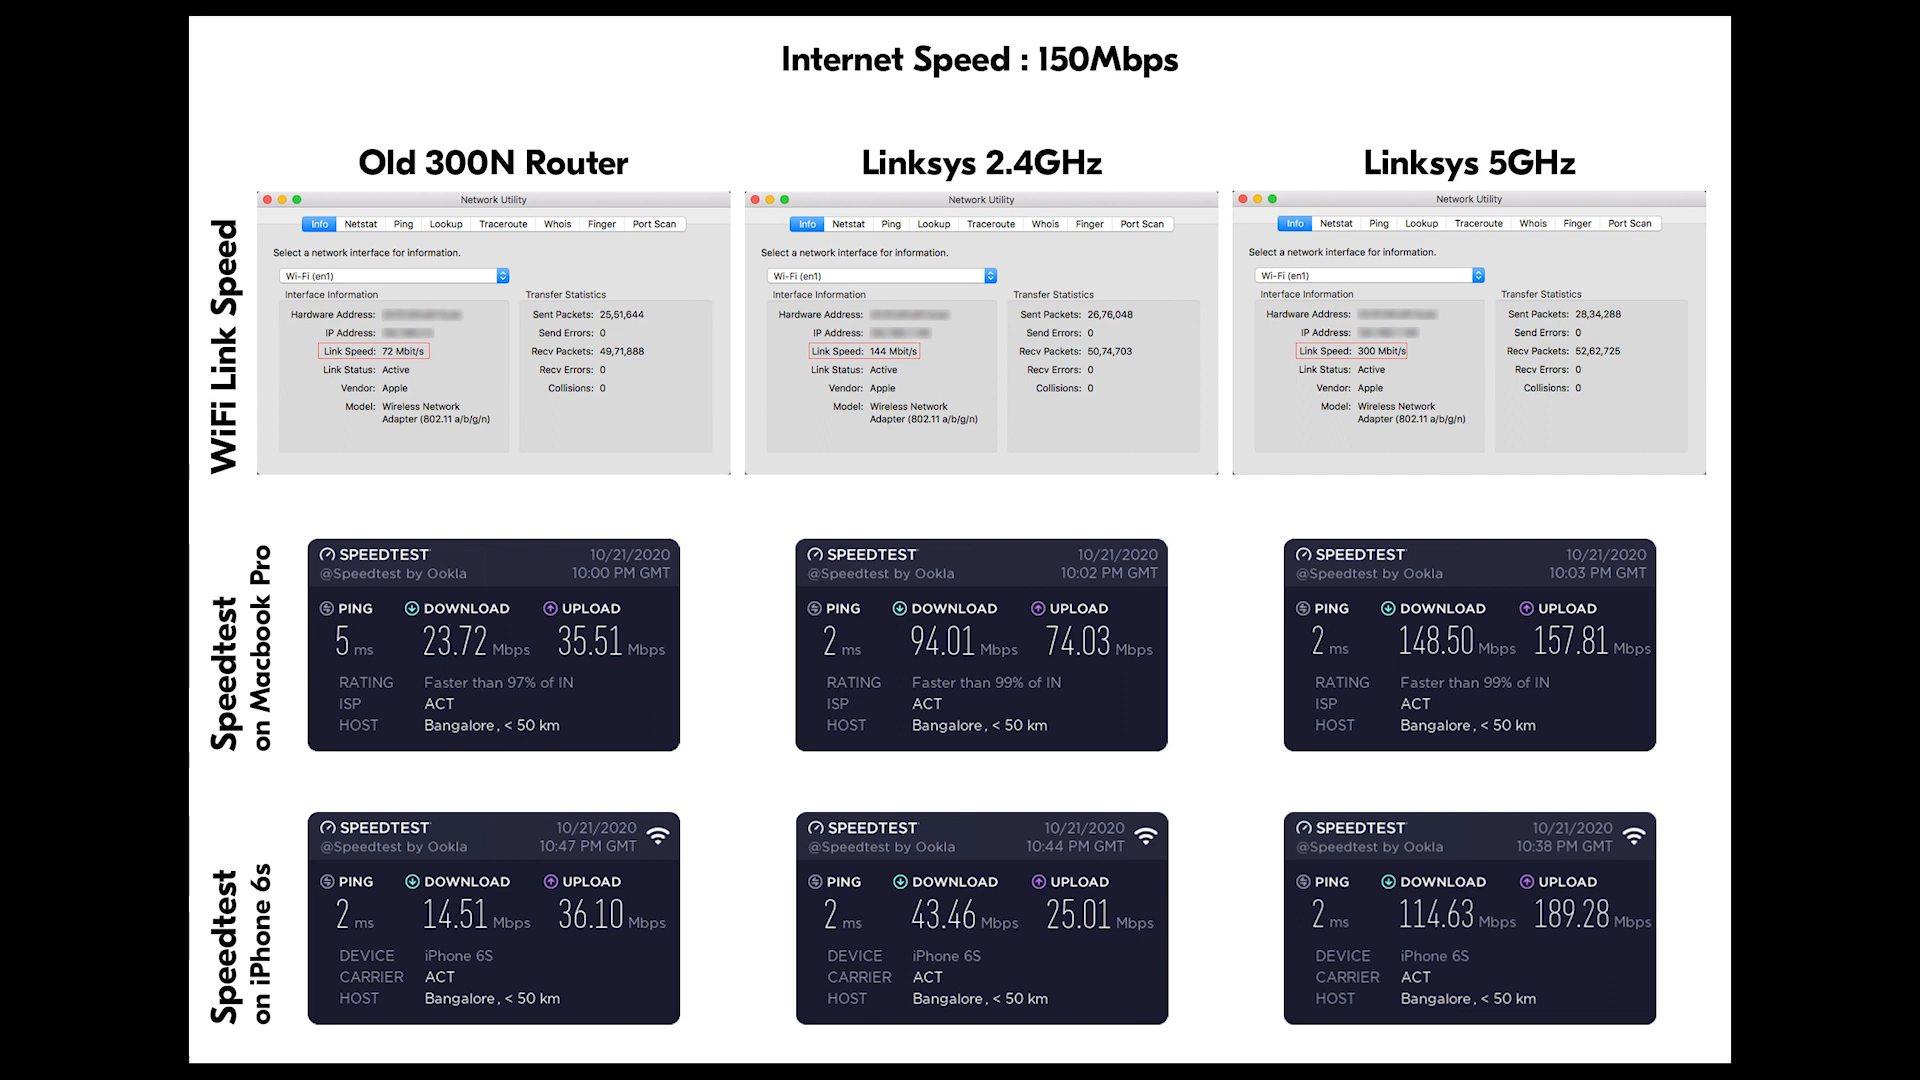 Internet Speed : 150Mbps
Old 300N Router
Linksys 2.4GHz
Linksys 5GHz
WiFi Link Speed
Network Utility
Info Netstat Ping Lookup Traceroute Whois Finger Port Scan
Select a network interface for information.
Wi-Fi (en1)
Interface Information
Transfer Statistics
Hardware Address:
IP Address:
Link Speed: 72 Mbit/s
Link Status: Active
Vendor: Apple
Model: Wireless Network
Adapter (802.11 a/b/g/n)
Sent Packets: 25,51,644
Send Errors: 0
Recv Packets: 49,71,888
Recv Errors: 0
Collisions: 0
Network Utility
Info Netstat Ping Lookup Traceroute Whois Finger Port Scan
Select a network interface for information.
Wi-Fi (en1)
Interface Information
Transfer Statistics
Hardware Address:
IP Address:
Link Speed: 144 Mbit/s
Link Status: Active
Vendor: Apple
Model: Wireless Network
Adapter (802.11 a/b/g/n)
Sent Packets: 26,76,048
Send Errors: 0
Recv Packets: 50,74,703
Recv Errors: 0
Collisions: 0
Network Utility
Info Netstat Ping Lookup Traceroute Whois Finger Port Scan
Select a network interface for information.
Wi-Fi (en1)
Interface Information
Transfer Statistics
Hardware Address:
IP Address:
Link Speed: 300 Mbit/s
Link Status: Active
Vendor: Apple
Model: Wireless Network
Adapter (802.11 a/b/g/n)
Sent Packets: 28,34,288
Send Errors: 0
Recv Packets: 52,62,725
Recv Errors: 0
Collisions: 0
Speedtest
on Macbook Pro
SPEEDTEST 10/21/2020
@Speedtest by Ookla 10:00 PM GMT
PING DOWNLOAD UPLOAD
5 ms 23.72 Mbps 35.51 Mbps
RATING Faster than 97% of IN
ISP ACT
HOST Bangalore, < 50 km
SPEEDTEST 10/21/2020
@Speedtest by Ookla 10:02 PM GMT
PING DOWNLOAD UPLOAD
2 ms 94.01 Mbps 74.03 Mbps
RATING Faster than 99% of IN
ISP ACT
HOST Bangalore, < 50 km
SPEEDTEST 10/21/2020
@Speedtest by Ookla 10:03 PM GMT
PING DOWNLOAD UPLOAD
2 ms 148.50 Mbps 157.81 Mbps
RATING Faster than 99% of IN
ISP ACT
HOST Bangalore, < 50 km
Speedtest
on iPhone 6s
SPEEDTEST 10/21/2020
@Speedtest by Ookla 10:47 PM GMT
PING DOWNLOAD UPLOAD
2 ms 14.51 Mbps 36.10 Mbps
DEVICE iPhone 6S
CARRIER ACT
HOST Bangalore, < 50 km
SPEEDTEST 10/21/2020
@Speedtest by Ookla 10:44 PM GMT
PING DOWNLOAD UPLOAD
2 ms 43.46 Mbps 25.01 Mbps
DEVICE iPhone 6S
CARRIER ACT
HOST Bangalore, < 50 km
SPEEDTEST 10/21/2020
@Speedtest by Ookla 10:38 PM GMT
PING DOWNLOAD UPLOAD
2 ms 114.63 Mbps 189.28 Mbps
DEVICE iPhone 6S
CARRIER ACT
HOST Bangalore, < 50 km